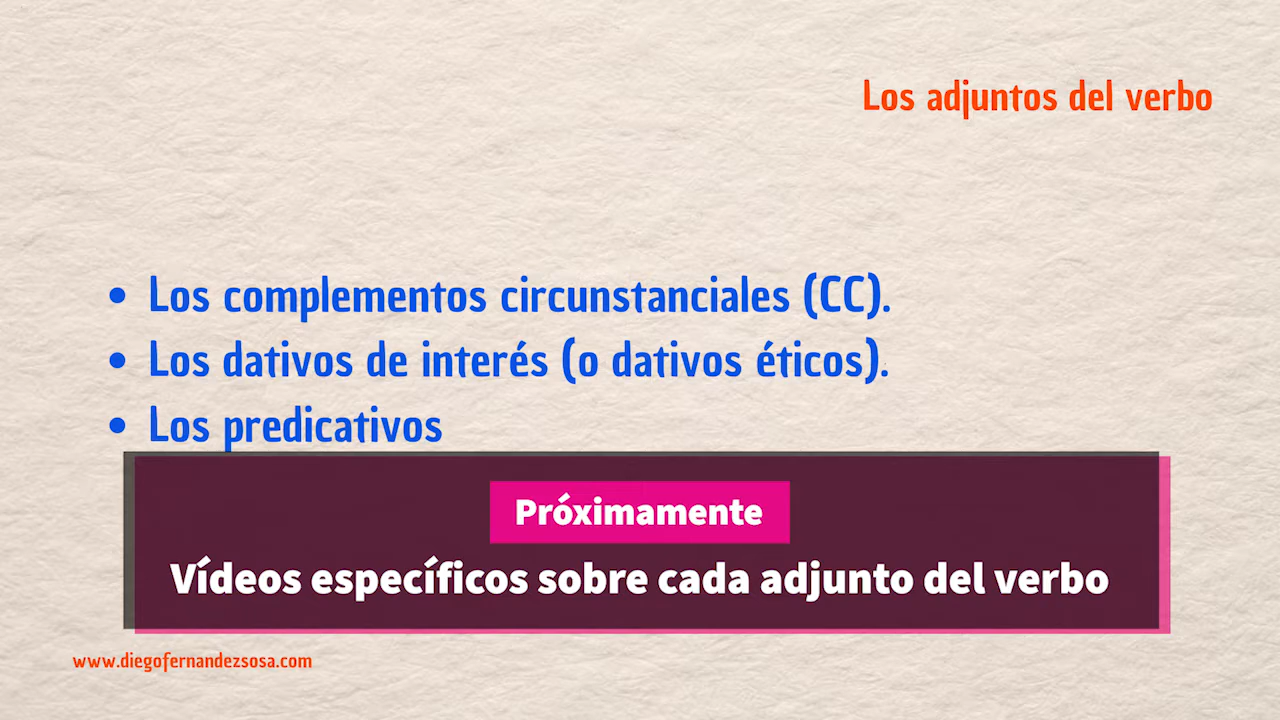 Los adjuntos del verbo
• Los complementos circunstanciales (CC).
• Los dativos de interés (o dativos éticos).
• Los predicativos
Próximamente
Vídeos específicos sobre cada adjunto del verbo
www.diegofernandezsosa.com